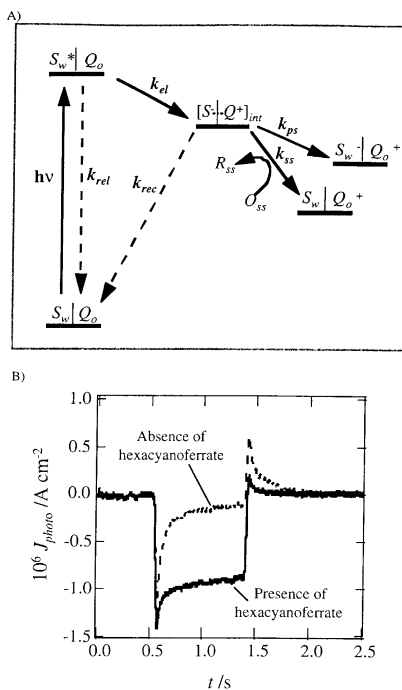 A)
S_w* | Q_o
k_el
[S---Q⁺]_int
k_ps
S_w⁻ | Q_o⁺
k_ss
R_ss
O_ss
S_w | Q_o⁺
hν
k_rel
k_rec
S_w | Q_o
B)
10⁶ J_photo /A cm⁻²
1.0
0.5
0.0
-0.5
-1.0
-1.5
Absence of
hexacyanoferrate
Presence of
hexacyanoferrate
0.0 0.5 1.0 1.5 2.0 2.5
t /s